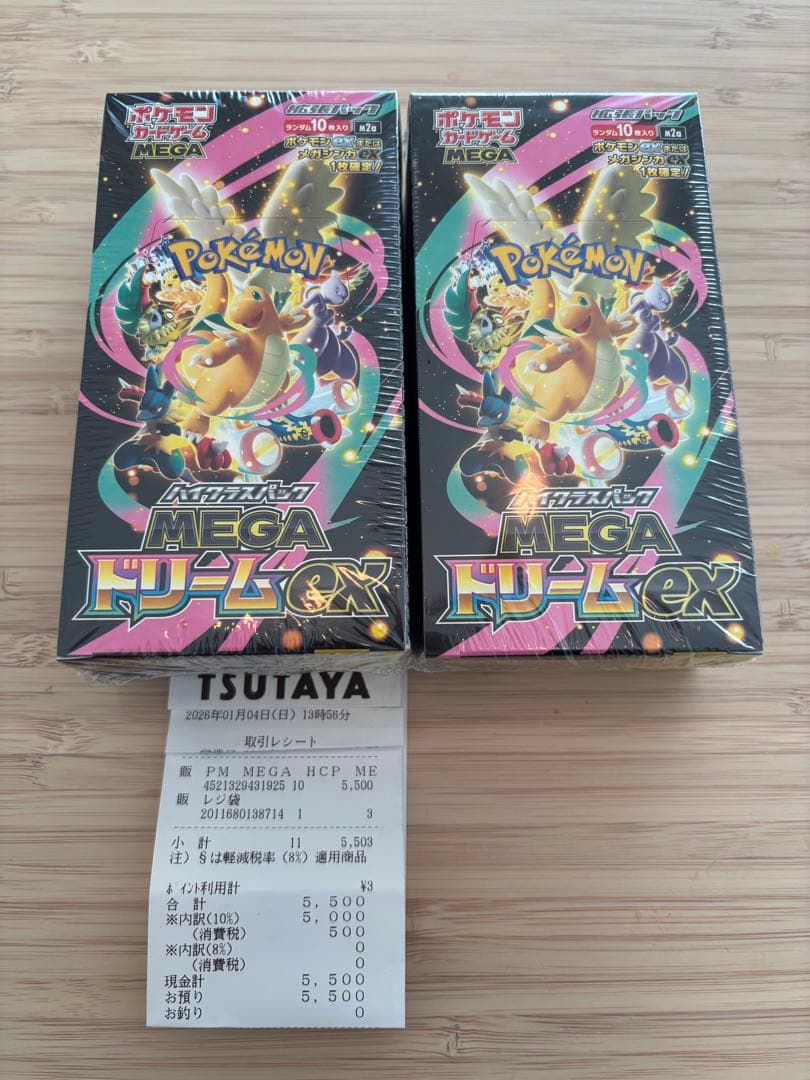 ポケモン
カードゲーム
MEGA
拡張パック
ランダム10枚入り
M2a
ポケモンexまたは
メガシンカex
1枚確定!
POKÉMON
ハイクラスパック
MEGA
ドリームex
ポケモン
カードゲーム
MEGA
拡張パック
ランダム10枚入り
M2a
ポケモンexまたは
メガシンカex
1枚確定!
POKÉMON
ハイクラスパック
MEGA
ドリームex
TSUTAYA
2026年01月04日(日) 13時56分
取引レシート
販 PM MEGA HCP ME
4521329431925 10 5,500
販 レジ袋
2011680138714 1 3
小 計 11 5,503
注)§は軽減税率(8%)適用商品
ポイント利用計 ¥3
合 計 5,500
※内訳(10%) 5,000
(消費税) 500
※内訳(8%) 0
(消費税) 0
現金計 5,500
お預り 5,500
お釣り 0